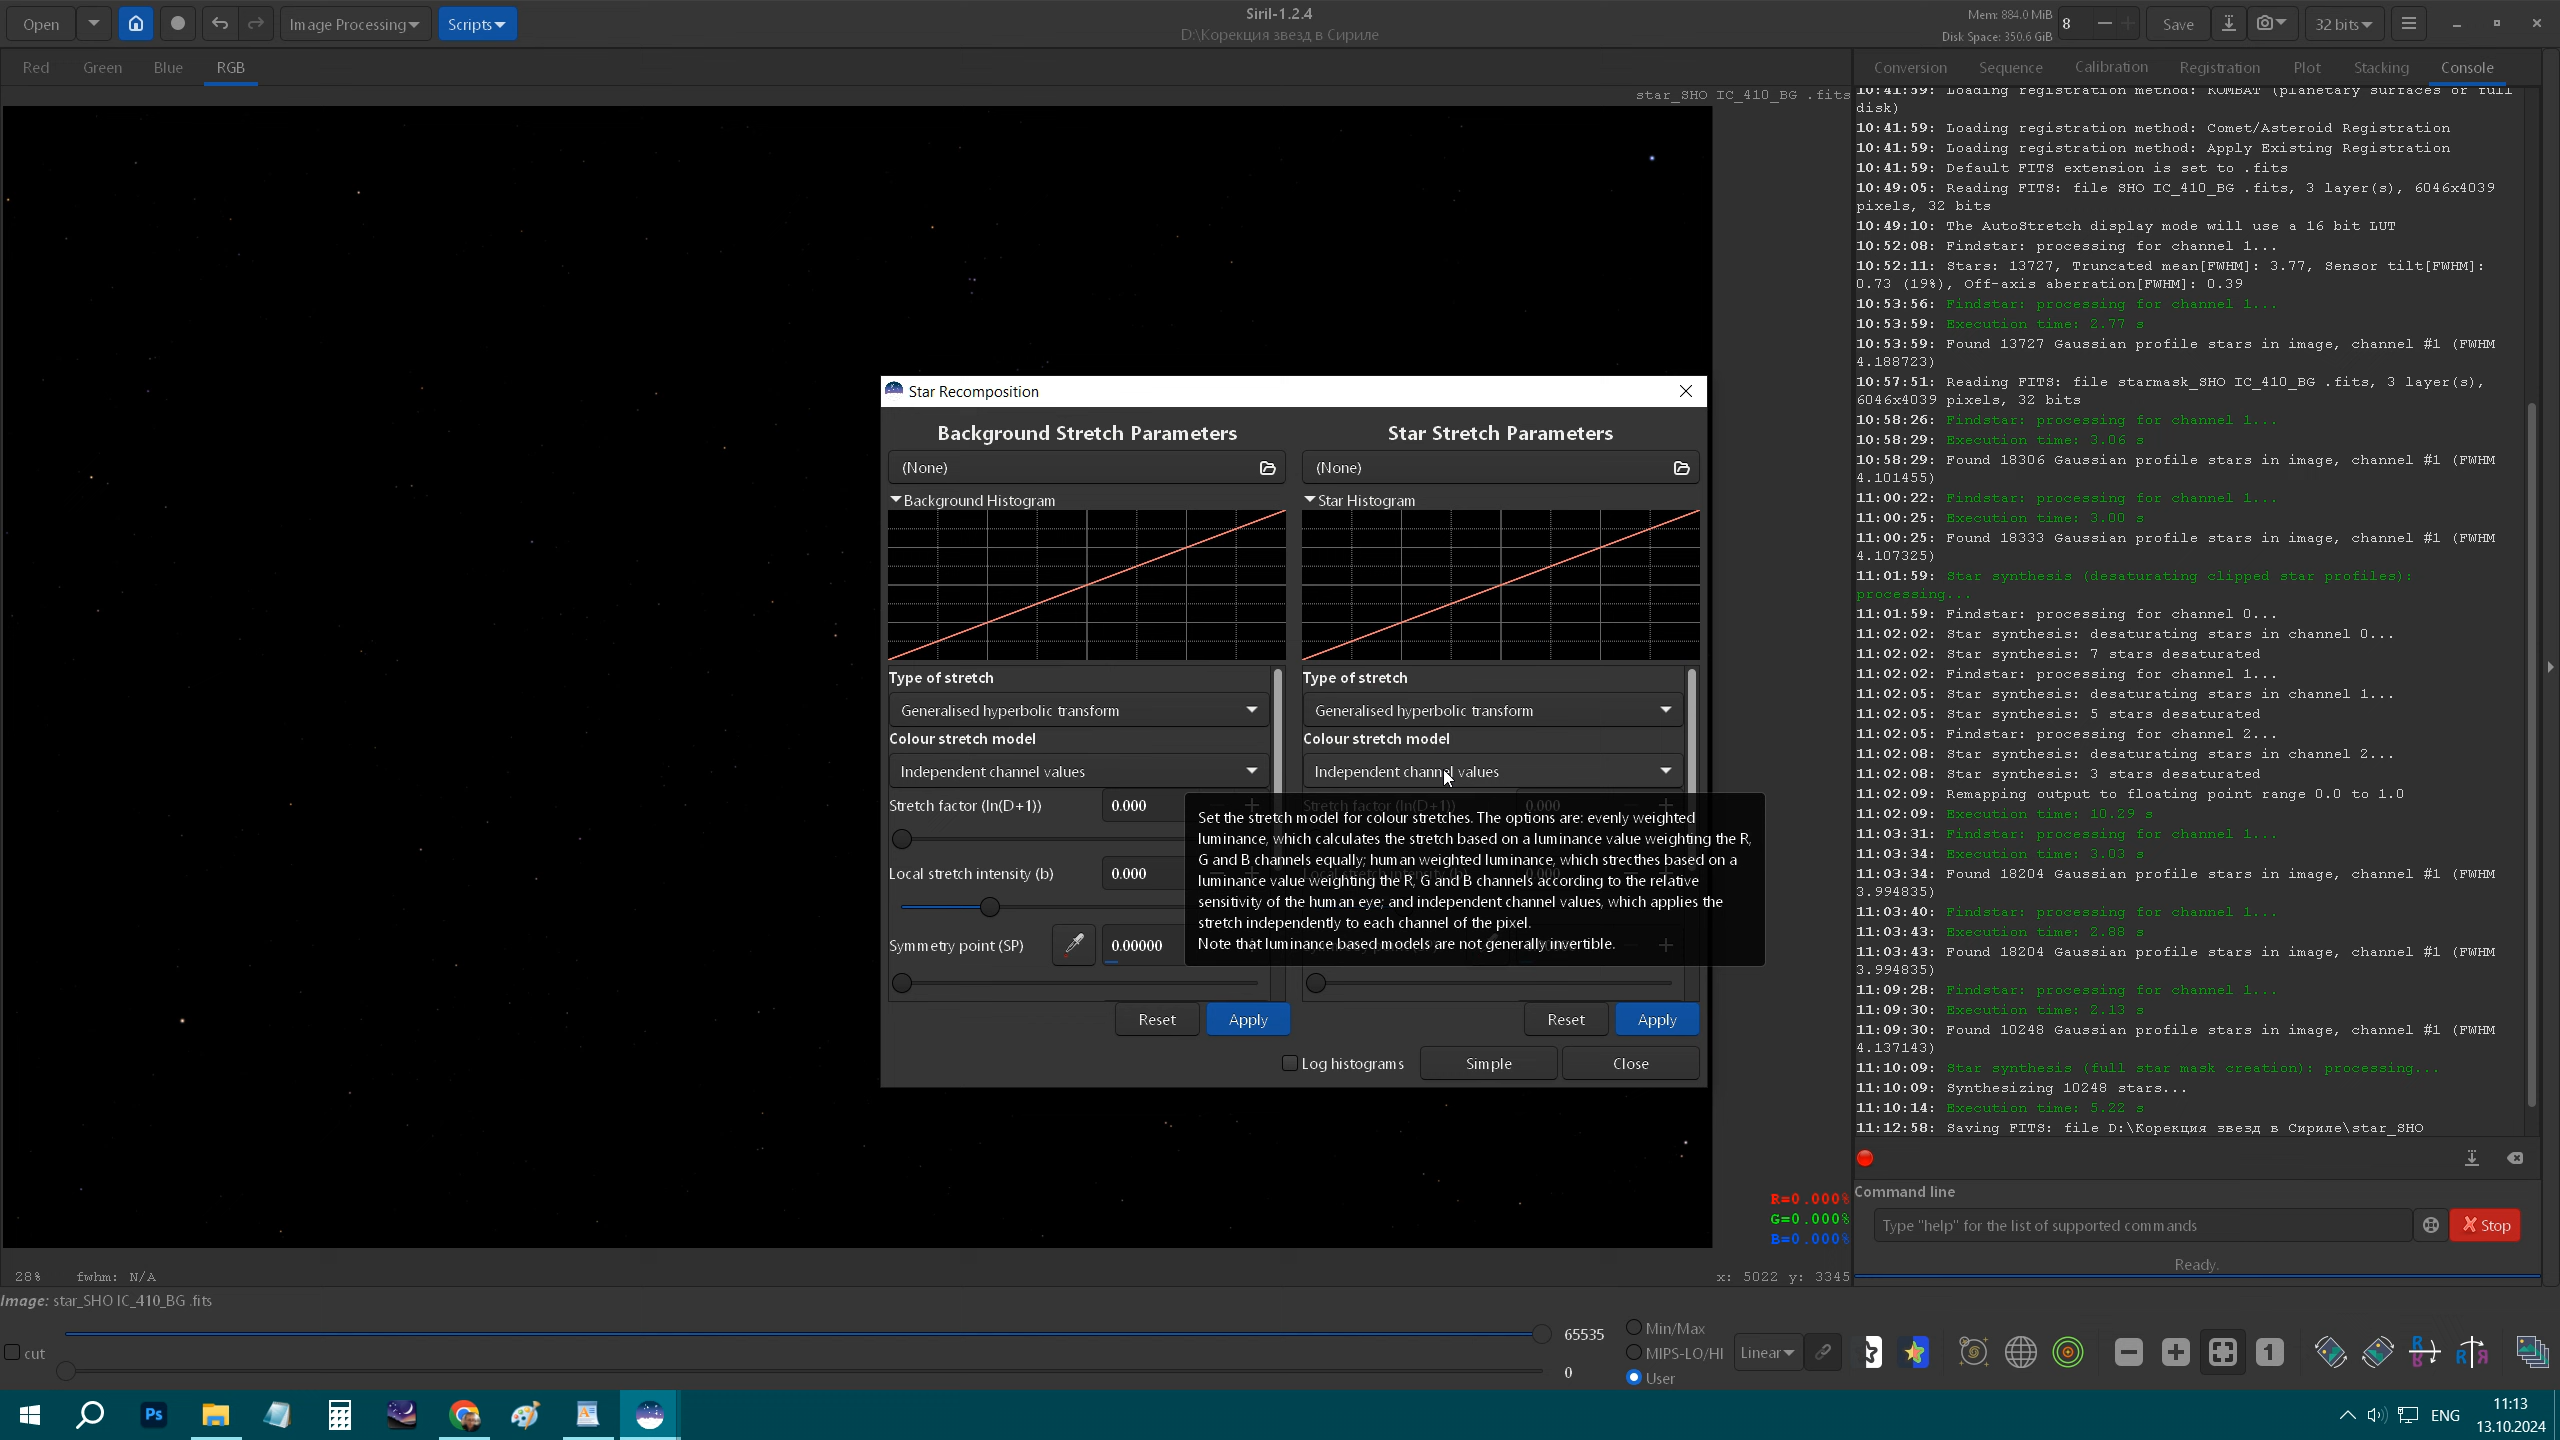 Open
Image Processing
Scripts
Siril-1.2.4
D:\Корекция звезд в Сириле
Mem: 884.0 MiB
Disk Space: 350.6 GiB
8
Save
32 bits
Red Green Blue RGB
Conversion Sequence Calibration Registration Plot Stacking Console
star_SHO IC_410_BG .fits
10:41:59: Loading registration method: KOMBAT (planetary surfaces or full
disk)
10:41:59: Loading registration method: Comet/Asteroid Registration
10:41:59: Loading registration method: Apply Existing Registration
10:41:59: Default FITS extension is set to .fits
10:49:05: Reading FITS: file SHO IC_410_BG .fits, 3 layer(s), 6046x4039
pixels, 32 bits
10:49:10: The AutoStretch display mode will use a 16 bit LUT
10:52:08: Findstar: processing for channel 1...
10:52:11: Stars: 13727, Truncated mean[FWHM]: 3.77, Sensor tilt[FWHM]:
0.73 (19%), Off-axis aberration[FWHM]: 0.39
10:53:56: Findstar: processing for channel 1...
10:53:59: Execution time: 2.77 s
10:53:59: Found 13727 Gaussian profile stars in image, channel #1 (FWHM
4.188723)
10:57:51: Reading FITS: file starmask_SHO IC_410_BG .fits, 3 layer(s),
6046x4039 pixels, 32 bits
10:58:26: Findstar: processing for channel 1...
10:58:29: Execution time: 3.06 s
10:58:29: Found 18306 Gaussian profile stars in image, channel #1 (FWHM
4.101455)
11:00:22: Findstar: processing for channel 1...
11:00:25: Execution time: 3.00 s
11:00:25: Found 18333 Gaussian profile stars in image, channel #1 (FWHM
4.107325)
11:01:59: Star synthesis (desaturating clipped star profiles):
processing...
11:01:59: Findstar: processing for channel 0...
11:02:02: Star synthesis: desaturating stars in channel 0...
11:02:02: Star synthesis: 7 stars desaturated
11:02:02: Findstar: processing for channel 1...
11:02:05: Star synthesis: desaturating stars in channel 1...
11:02:05: Star synthesis: 5 stars desaturated
11:02:05: Findstar: processing for channel 2...
11:02:08: Star synthesis: desaturating stars in channel 2...
11:02:08: Star synthesis: 3 stars desaturated
11:02:09: Remapping output to floating point range 0.0 to 1.0
11:02:09: Execution time: 10.29 s
11:03:31: Findstar: processing for channel 1...
11:03:34: Execution time: 3.03 s
11:03:34: Found 18204 Gaussian profile stars in image, channel #1 (FWHM
3.994835)
11:03:40: Findstar: processing for channel 1...
11:03:43: Execution time: 2.88 s
11:03:43: Found 18204 Gaussian profile stars in image, channel #1 (FWHM
3.994835)
11:09:28: Findstar: processing for channel 1...
11:09:30: Execution time: 2.13 s
11:09:30: Found 10248 Gaussian profile stars in image, channel #1 (FWHM
4.137143)
11:10:09: Star synthesis (full star mask creation): processing...
11:10:09: Synthesizing 10248 stars...
11:10:14: Execution time: 5.22 s
11:12:58: Saving FITS: file D:\Корекция звезд в Сириле\star_SHO
Star Recomposition
Background Stretch Parameters
Star Stretch Parameters
(None)
(None)
Background Histogram
Star Histogram
Type of stretch
Type of stretch
Generalised hyperbolic transform
Generalised hyperbolic transform
Colour stretch model
Colour stretch model
Independent channel values
Independent channel values
Stretch factor (ln(D+1))
0.000
Stretch factor (ln(D+1))
0.000
Local stretch intensity (b)
0.000
Symmetry point (SP)
0.00000
Set the stretch model for colour stretches. The options are: evenly weighted
luminance, which calculates the stretch based on a luminance value weighting the R,
G and B channels equally; human weighted luminance, which strecthes based on a
luminance value weighting the R, G and B channels according to the relative
sensitivity of the human eye; and independent channel values, which applies the
stretch independently to each channel of the pixel.
Note that luminance based models are not generally invertible.
Reset Apply
Reset Apply
Log histograms
Simple
Close
R=0.000%
G=0.000%
B=0.000%
Command line
Type "help" for the list of supported commands
Stop
Ready.
28% fwhm: N/A
x: 5022 y: 3345
Image: star_SHO IC_410_BG .fits
cut
65535
0
Min/Max
MIPS-LO/HI
User
Linear
1
R R
R R
Ps
ENG
11:13
13.10.2024